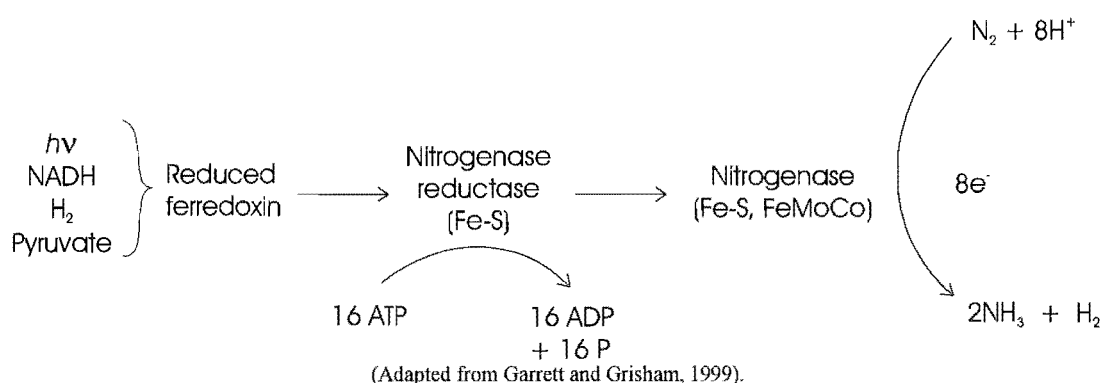 hν
NADH
H₂
Pyruvate
Reduced
ferredoxin
Nitrogenase
reductase
(Fe-S)
16 ATP
16 ADP
+ 16 P
Nitrogenase
(Fe-S, FeMoCo)
N₂ + 8H⁺
8e⁻
2NH₃ + H₂
(Adapted from Garrett and Grisham, 1999).